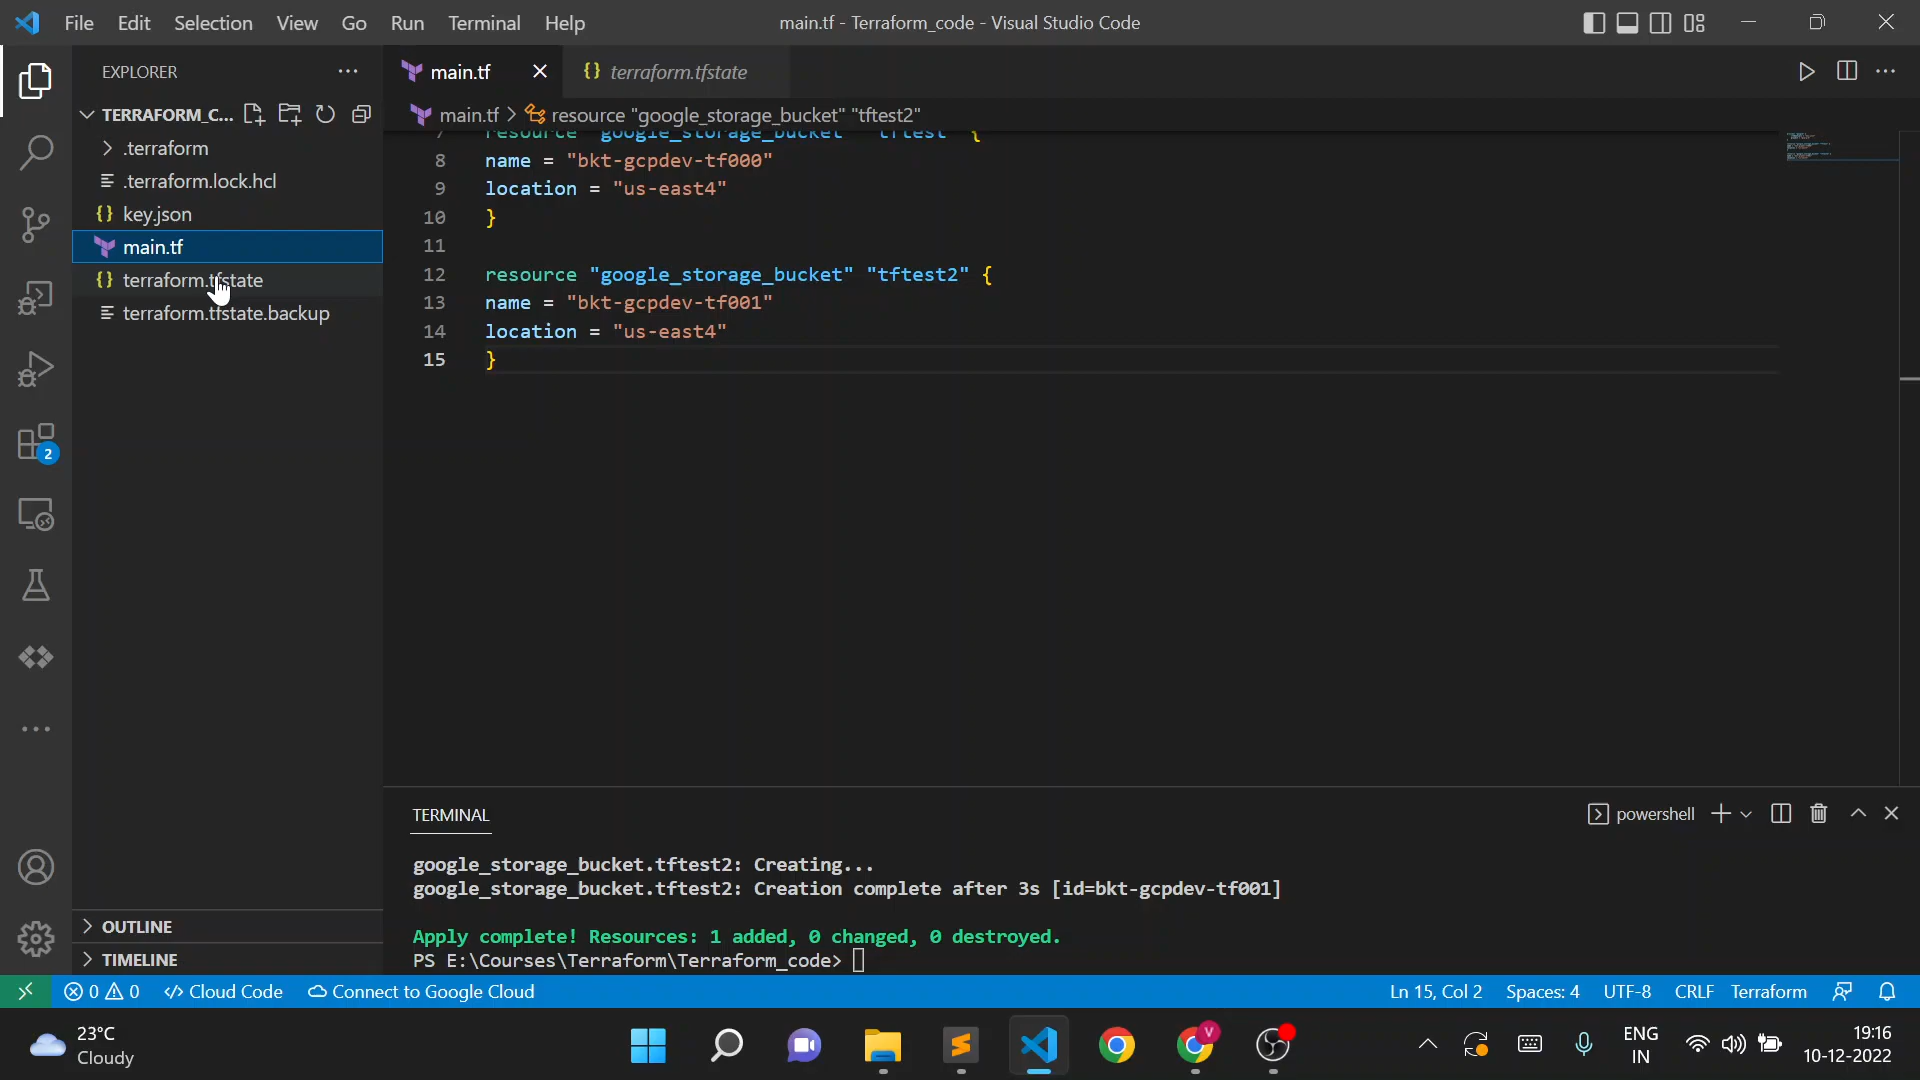 File Edit Selection View Go Run Terminal Help
main.tf - Terraform_code - Visual Studio Code
EXPLORER
TERRAFORM_C...
.terraform
.terraform.lock.hcl
key.json
main.tf
terraform.tfstate
terraform.tfstate.backup
OUTLINE
TIMELINE
2
main.tf
terraform.tfstate
main.tf > resource "google_storage_bucket" "tftest2"
7 resource "google_storage_bucket" "tftest" {
8 name = "bkt-gcpdev-tf000"
9 location = "us-east4"
10 }
11
12 resource "google_storage_bucket" "tftest2" {
13 name = "bkt-gcpdev-tf001"
14 location = "us-east4"
15 }
TERMINAL
powershell
google_storage_bucket.tftest2: Creating...
google_storage_bucket.tftest2: Creation complete after 3s [id=bkt-gcpdev-tf001]
Apply complete! Resources: 1 added, 0 changed, 0 destroyed.
PS E:\Courses\Terraform\Terraform_code>
0 0 Cloud Code Connect to Google Cloud
Ln 15, Col 2 Spaces: 4 UTF-8 CRLF Terraform
23°C
Cloudy
V
ENG
IN
19:16
10-12-2022